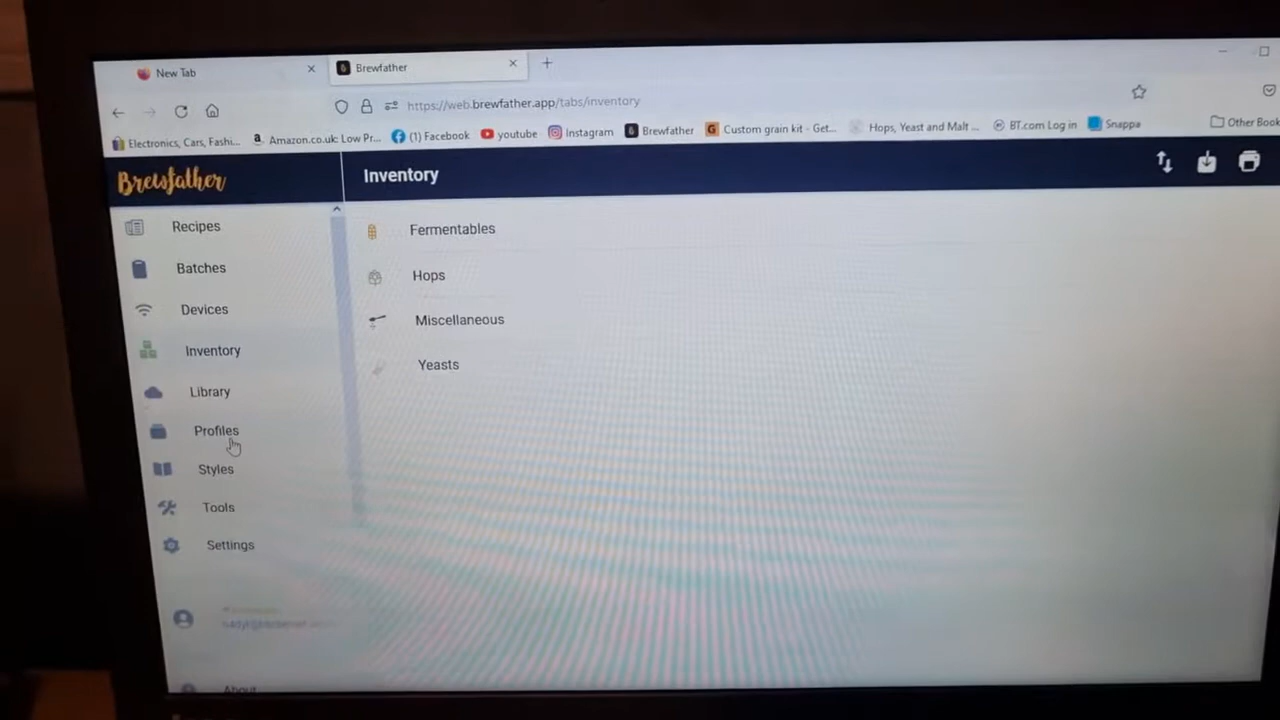 New Tab
Brewfather
https://web.brewfather.app/tabs/inventory
Electronics, Cars, Fashi...
Amazon.co.uk: Low Pr...
(1) Facebook
youtube
Instagram
Brewfather
Custom grain kit - Get...
Hops, Yeast and Malt ...
BT.com Log in
Snappa
Other Book
Brewfather
Inventory
Recipes
Batches
Devices
Inventory
Library
Profiles
Styles
Tools
Settings
About
Fermentables
Hops
Miscellaneous
Yeasts